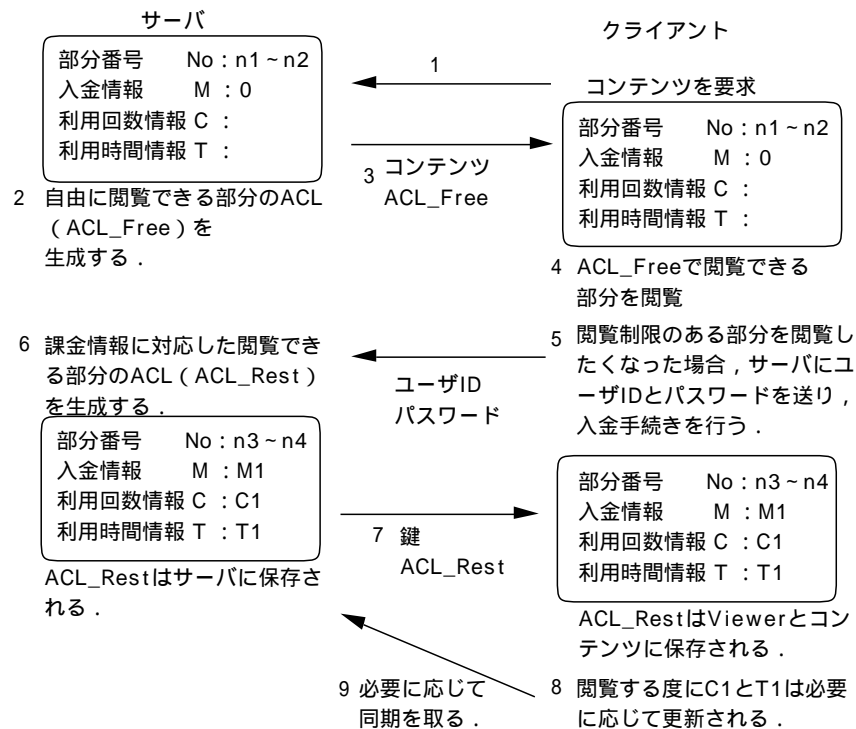 サーバ
クライアント
部分番号 No：n1～n2
入金情報 M：0
利用回数情報 C：
利用時間情報 T：
1
コンテンツを要求
3 コンテンツ
ACL_Free
部分番号 No：n1～n2
入金情報 M：0
利用回数情報 C：
利用時間情報 T：
2 自由に閲覧できる部分のACL
（ACL_Free）を
生成する．
4 ACL_Freeで閲覧できる
部分を閲覧
6 課金情報に対応した閲覧でき
る部分のACL（ACL_Rest）
を生成する．
ユーザID
パスワード
5 閲覧制限のある部分を閲覧し
たくなった場合，サーバにユ
ーザIDとパスワードを送り，
入金手続きを行う．
部分番号 No：n3～n4
入金情報 M：M1
利用回数情報 C：C1
利用時間情報 T：T1
7 鍵
ACL_Rest
部分番号 No：n3～n4
入金情報 M：M1
利用回数情報 C：C1
利用時間情報 T：T1
ACL_Restはサーバに保存さ
れる．
ACL_RestはViewerとコン
テンツに保存される．
9 必要に応じて
同期を取る．
8 閲覧する度にC1とT1は必要
に応じて更新される．